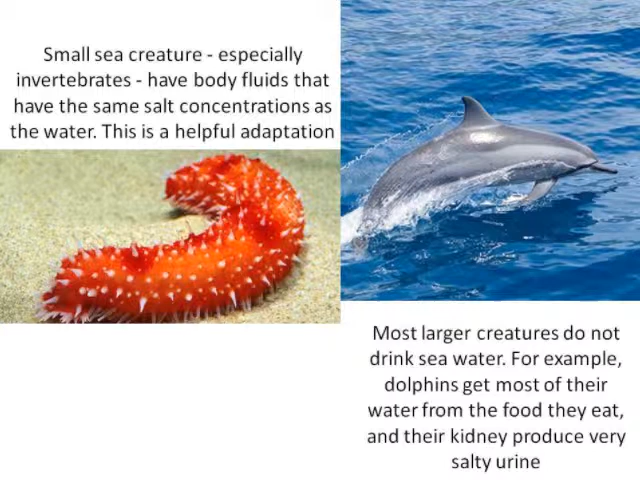 Small sea creature - especially
invertebrates - have body fluids that
have the same salt concentrations as
the water. This is a helpful adaptation
Most larger creatures do not
drink sea water. For example,
dolphins get most of their
water from the food they eat,
and their kidney produce very
salty urine